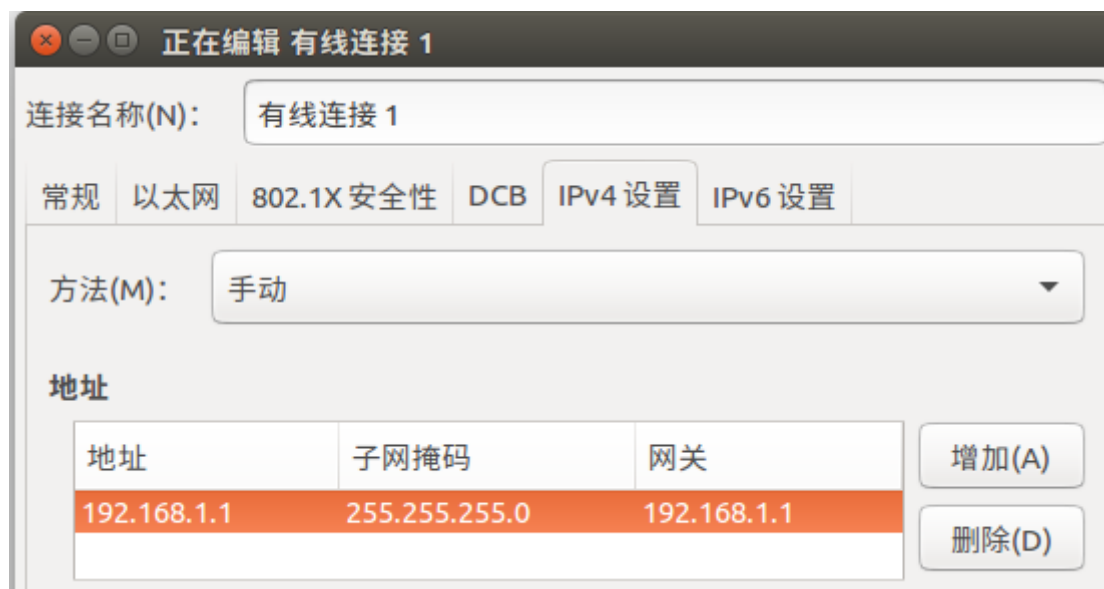 正在编辑 有线连接 1
连接名称(N)： 有线连接 1
常规 以太网 802.1X 安全性 DCB IPv4 设置 IPv6 设置
方法(M)： 手动
地址
地址 子网掩码 网关 增加(A)
192.168.1.1 255.255.255.0 192.168.1.1
删除(D)